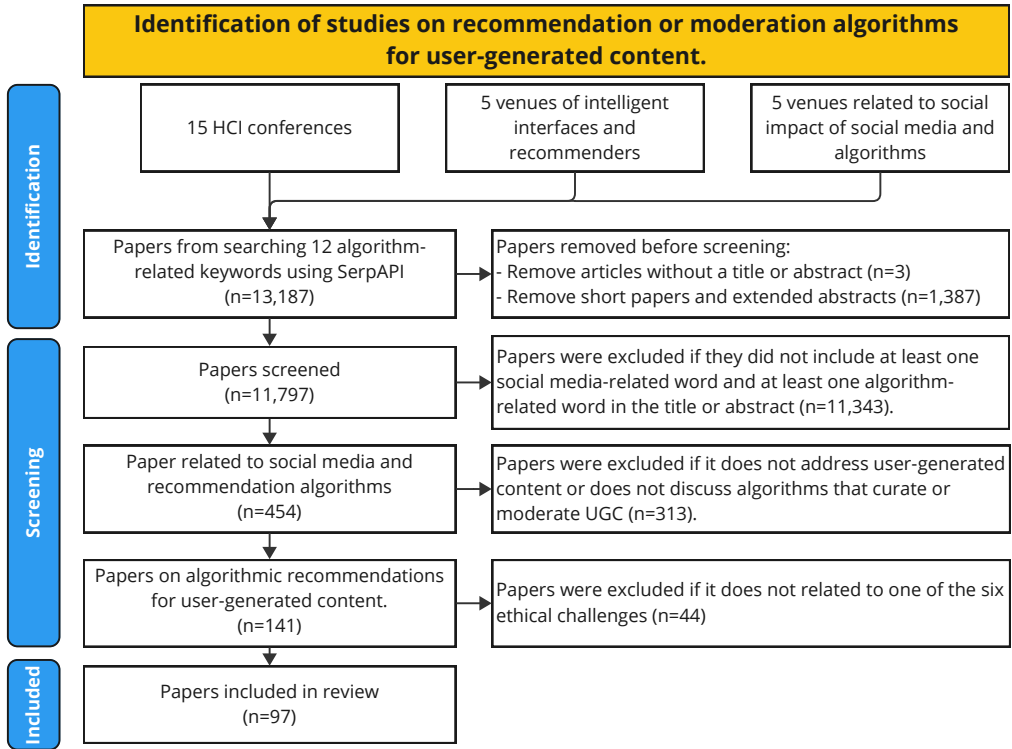 Identification of studies on recommendation or moderation algorithms
for user-generated content.
Identification
15 HCI conferences
5 venues of intelligent
interfaces and
recommenders
5 venues related to social
impact of social media and
algorithms
Papers from searching 12 algorithm-
related keywords using SerpAPI
(n=13,187)
Papers removed before screening:
- Remove articles without a title or abstract (n=3)
- Remove short papers and extended abstracts (n=1,387)
Screening
Papers screened
(n=11,797)
Papers were excluded if they did not include at least one
social media-related word and at least one algorithm-
related word in the title or abstract (n=11,343).
Paper related to social media and
recommendation algorithms
(n=454)
Papers were excluded if it does not address user-generated
content or does not discuss algorithms that curate or
moderate UGC (n=313).
Papers on algorithmic recommendations
for user-generated content.
(n=141)
Papers were excluded if it does not related to one of the six
ethical challenges (n=44)
Included
Papers included in review
(n=97)